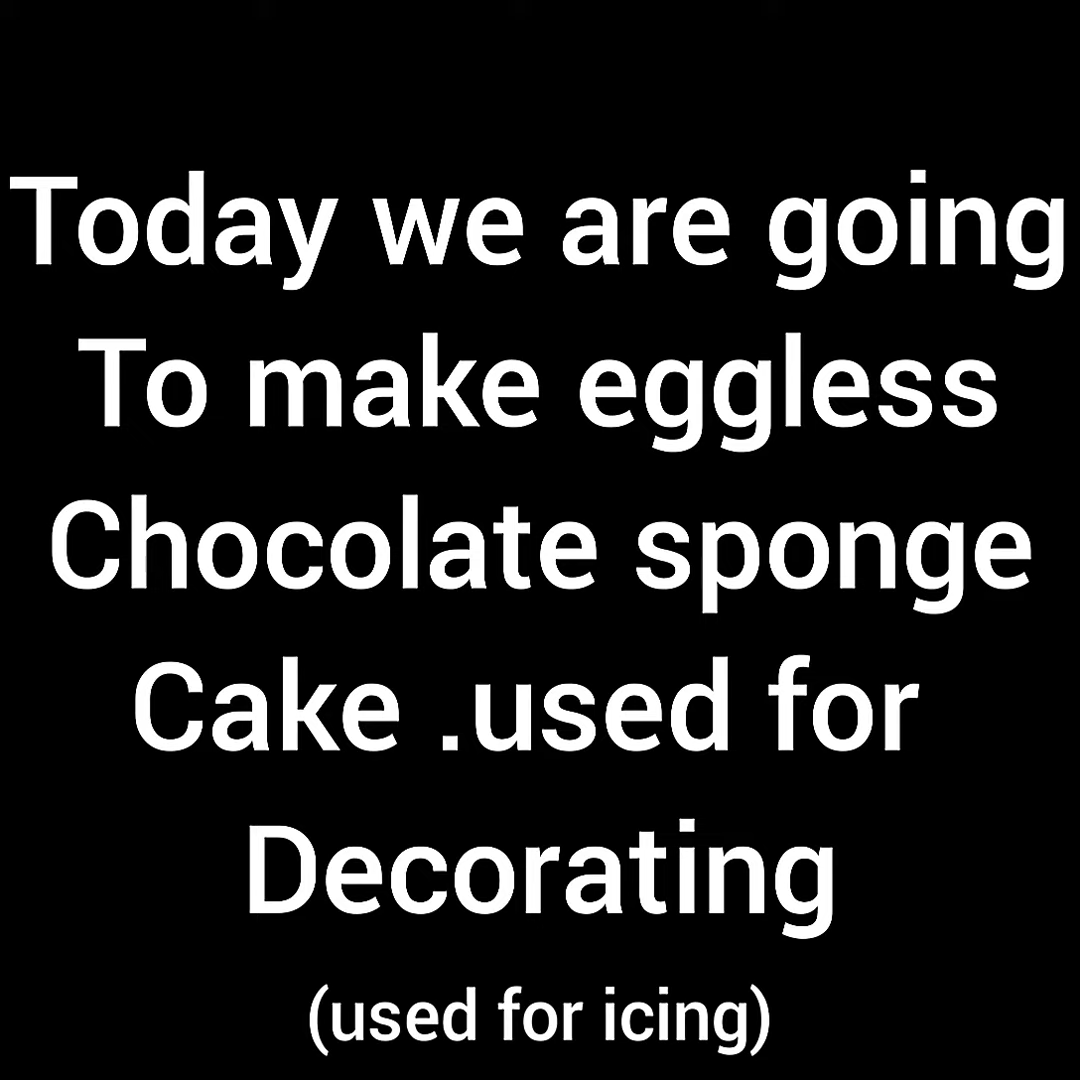 Today we are going
To make eggless
Chocolate sponge
Cake .used for
Decorating
(used for icing)